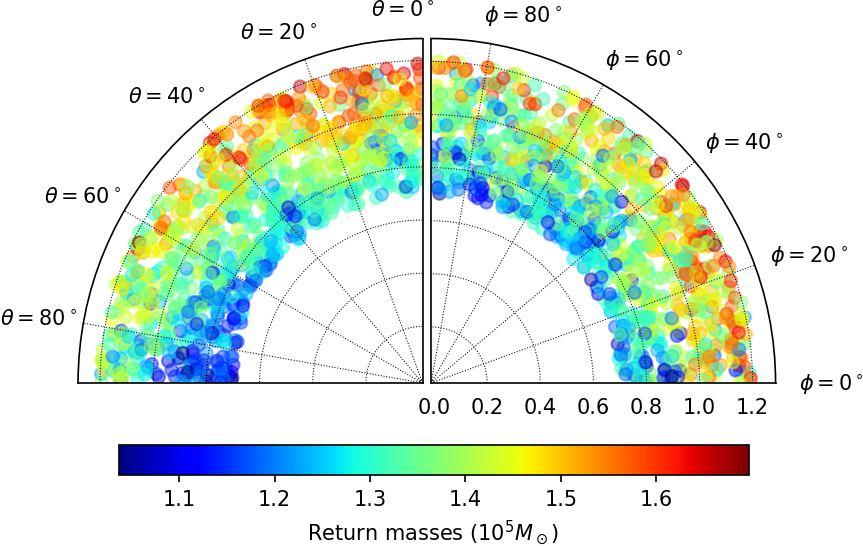 θ = 0°
ϕ = 80°
θ = 20°
ϕ = 60°
θ = 40°
ϕ = 40°
θ = 60°
ϕ = 20°
θ = 80°
ϕ = 0°
0.0 0.2 0.4 0.6 0.8 1.0 1.2
1.1 1.2 1.3 1.4 1.5 1.6
Return masses (10⁵M☉)